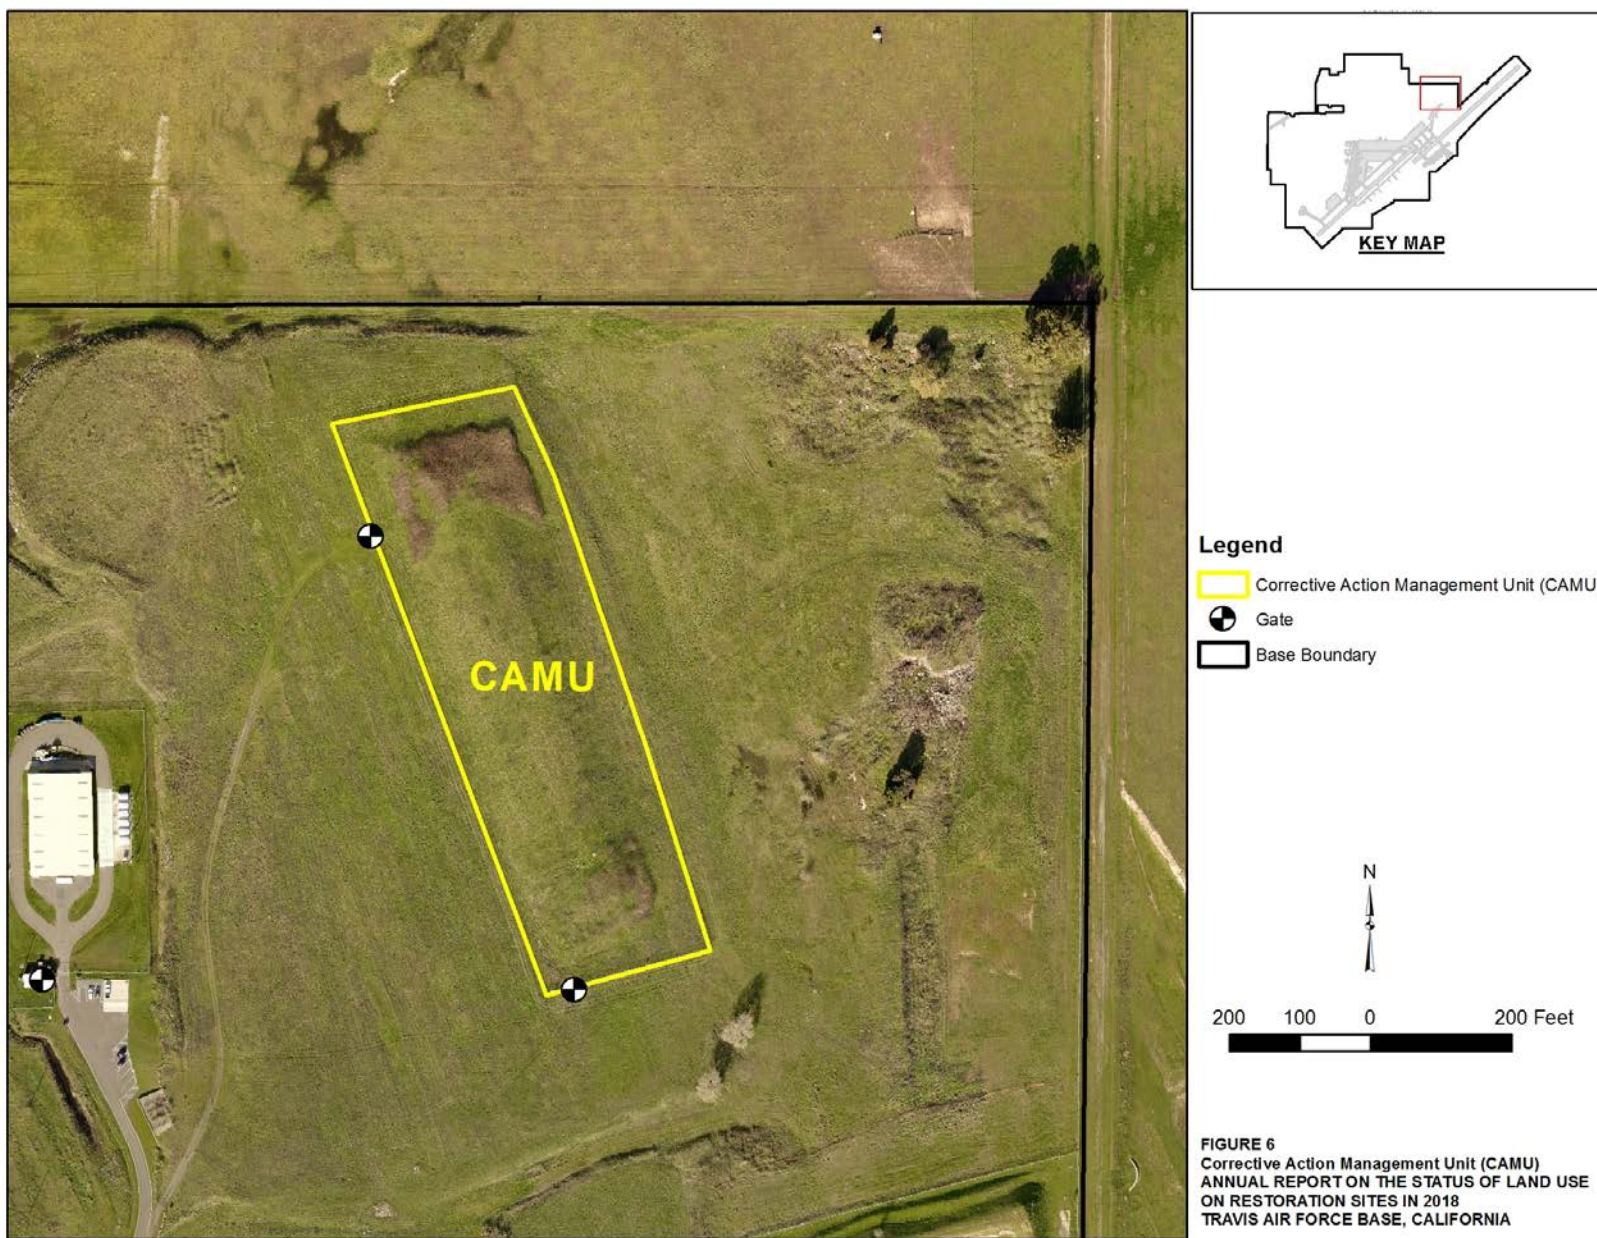 KEY MAP
CAMU
Legend
Corrective Action Management Unit (CAMU
Gate
Base Boundary
N
200 100 0 200 Feet
FIGURE 6
Corrective Action Management Unit (CAMU)
ANNUAL REPORT ON THE STATUS OF LAND USE
ON RESTORATION SITES IN 2018
TRAVIS AIR FORCE BASE, CALIFORNIA